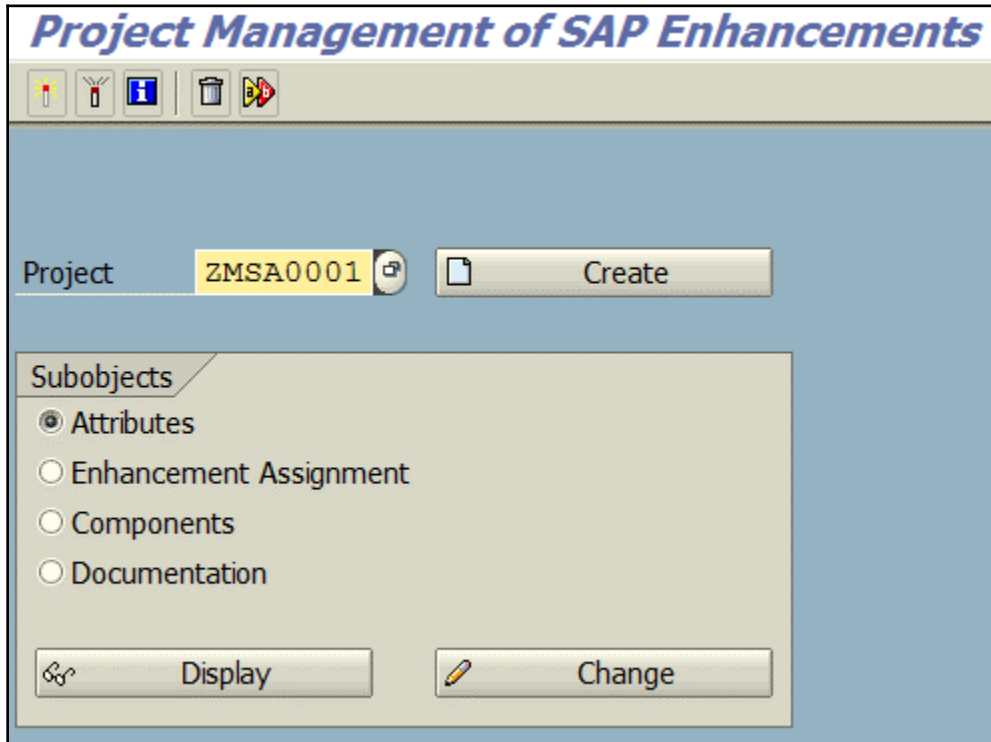 Project Management of SAP Enhancements
Project ZMSA0001 Create
Subobjects
Attributes
Enhancement Assignment
Components
Documentation
Display Change